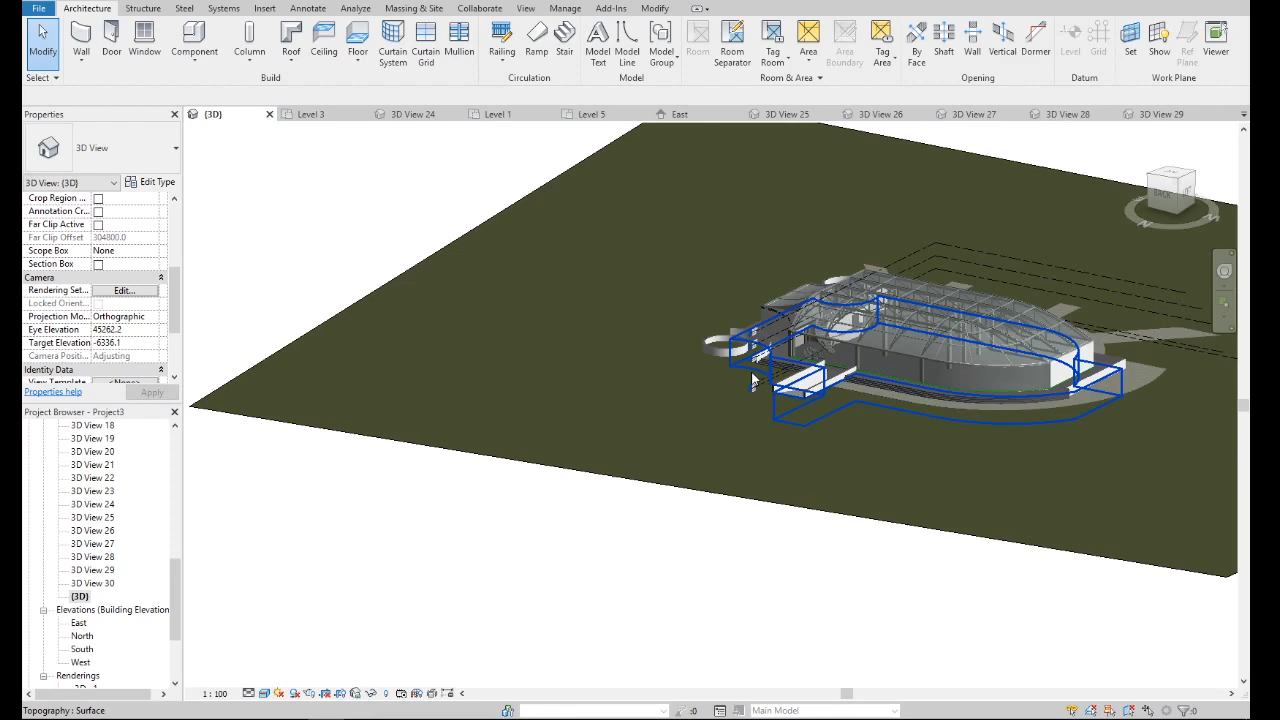 File Architecture Structure Steel Systems Insert Annotate Analyze Massing & Site Collaborate View Manage Add-Ins Modify
Modify Wall Door Window Component Column Roof Ceiling Floor Curtain System Curtain Grid Mullion Railing Ramp Stair Model Text Model Line Model Group Room Room Separator Tag Room Area Area Boundary Tag Area By Face Shaft Wall Vertical Dormer Level Grid Set Show Ref Plane Viewer
Select Build Circulation Model Room & Area Opening Datum Work Plane
Properties
{3D} Level 3 3D View 24 Level 1 Level 5 East 3D View 25 3D View 26 3D View 27 3D View 28 3D View 29
3D View
3D View: {3D} Edit Type
Crop Region ...
Annotation Cr...
Far Clip Active
Far Clip Offset 304800.0
Scope Box None
Section Box
Camera
Rendering Set... Edit...
Locked Orient...
Projection Mo... Orthographic
Eye Elevation 45262.2
Target Elevation -6336.1
Camera Positi... Adjusting
Identity Data
View Template <None>
Properties help Apply
Project Browser - Project3
3D View 18
3D View 19
3D View 20
3D View 21
3D View 22
3D View 23
3D View 24
3D View 25
3D View 26
3D View 27
3D View 28
3D View 29
3D View 30
{3D}
Elevations (Building Elevation
East
North
South
West
Renderings
BACK
1 : 100
Topography : Surface
:0 Main Model :0